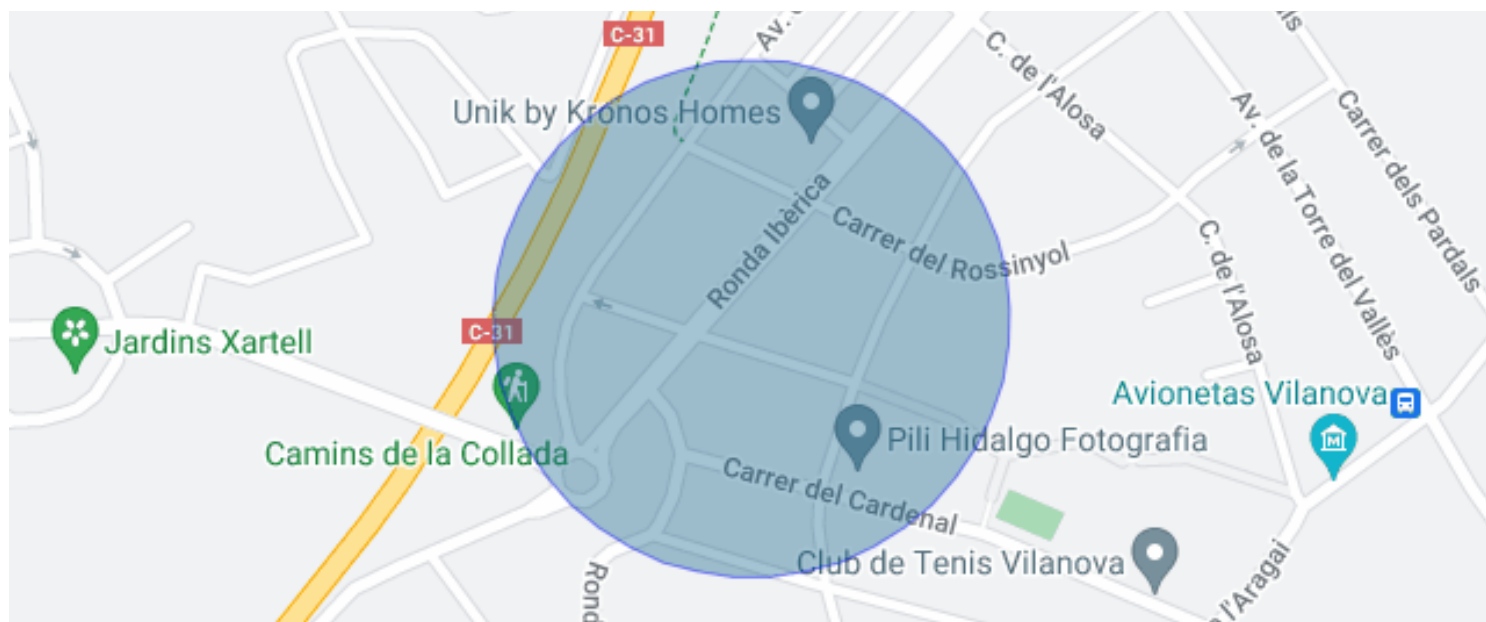 C-31
Av.
Unik by Kronos Homes
C. de l'Alosa
Av. de la Torre del Vallès
Carrer dels Pardals
Ronda Ibèrica
Carrer del Rossinyol
C. de l'Alosa
C-31
Jardins Xartell
Camins de la Collada
Avionetas Vilanova
M
Pili Hidalgo Fotografia
Carrer del Cardenal
Club de Tenis Vilanova
l'Aragai